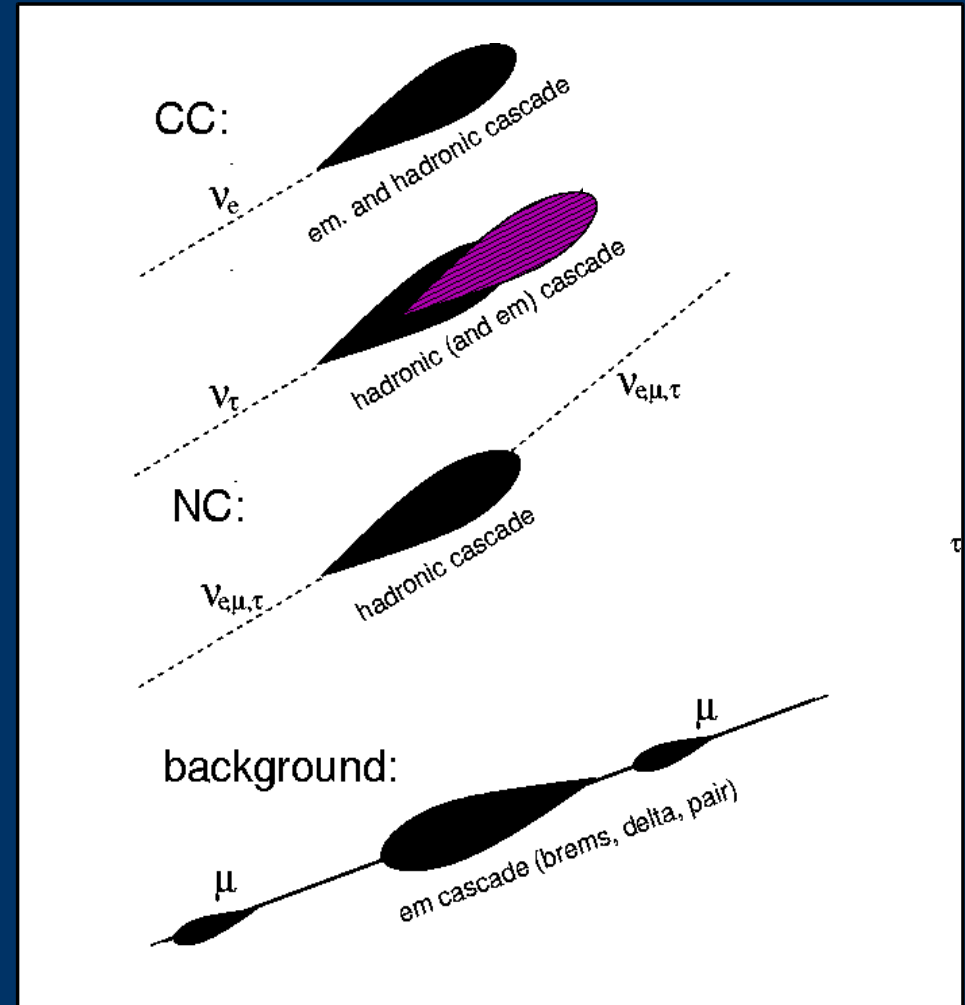 CC:
νe
em. and hadronic cascade
ντ
hadronic (and em) cascade
νe,μ,τ
NC:
hadronic cascade
νe,μ,τ
τ
μ
background:
em cascade (brems, delta, pair)
μ